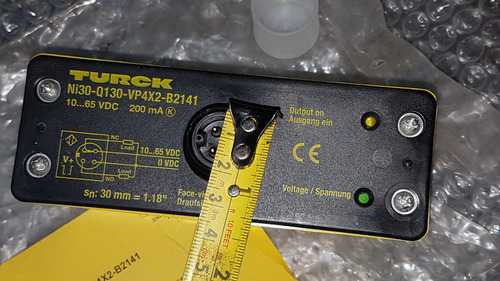 TURCK
Ni30-Q130-VP4X2-B2141
10...65 VDC 200 mA K
Output on
Ausgang ein
NC
Load
10...65 VDC
V+
0 VDC
Load
NO
CE
sn: 30 mm = 1.18"
Voltage / Spannung
1
2
3
4
5
1
2
10 FEET
4X2-B2141